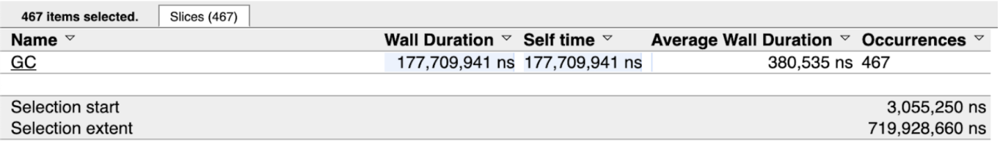 467 items selected. Slices (467)
Name ▽ Wall Duration ▽ Self time ▽ Average Wall Duration ▽ Occurrences ▽
GC 177,709,941 ns 177,709,941 ns 380,535 ns 467
Selection start 3,055,250 ns
Selection extent 719,928,660 ns